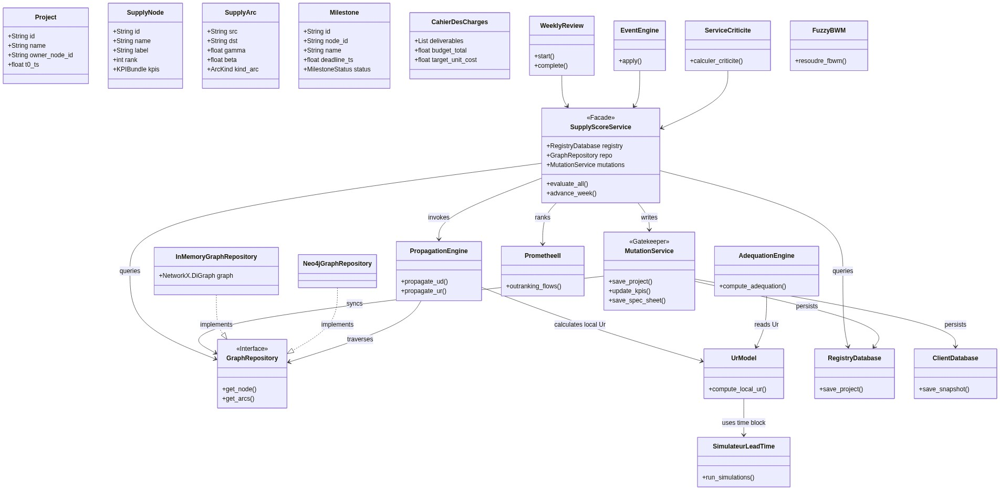 Project
+String id
+String name
+String owner_node_id
+float t0_ts
SupplyNode
+String id
+String name
+String label
+int rank
+KPIBundle kpis
SupplyArc
+String src
+String dst
+float gamma
+float beta
+ArcKind kind_arc
Milestone
+String id
+String node_id
+String name
+float deadline_ts
+MilestoneStatus status
CahierDesCharges
+List deliverables
+float budget_total
+float target_unit_cost
WeeklyReview
+start()
+complete()
EventEngine
+apply()
ServiceCriticite
+calculer_criticite()
FuzzyBWM
+resoudre_fbwm()
«Facade»
SupplyScoreService
+RegistryDatabase registry
+GraphRepository repo
+MutationService mutations
+evaluate_all()
+advance_week()
queries
invokes
ranks
writes
queries
InMemoryGraphRepository
+NetworkX.DiGraph graph
Neo4jGraphRepository
PropagationEngine
+propagate_ud()
+propagate_ur()
PrometheeII
+outranking_flows()
«Gatekeeper»
MutationService
+save_project()
+update_kpis()
+save_spec_sheet()
AdequationEngine
+compute_adequation()
syncs
persists
implements
implements
calculates local Ur
reads Ur
persists
traverses
«Interface»
GraphRepository
+get_node()
+get_arcs()
UrModel
+compute_local_ur()
RegistryDatabase
+save_project()
ClientDatabase
+save_snapshot()
uses time block
SimulateurLeadTime
+run_simulations()